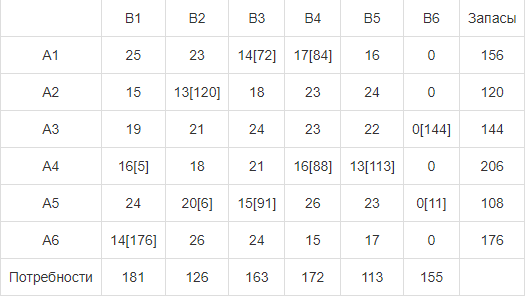 B1 B2 B3 B4 B5 B6 Запасы
A1 25 23 14[72] 17[84] 16 0 156
A2 15 13[120] 18 23 24 0 120
A3 19 21 24 23 22 0[144] 144
A4 16[5] 18 21 16[88] 13[113] 0 206
A5 24 20[6] 15[91] 26 23 0[11] 108
A6 14[176] 26 24 15 17 0 176
Потребности 181 126 163 172 113 155